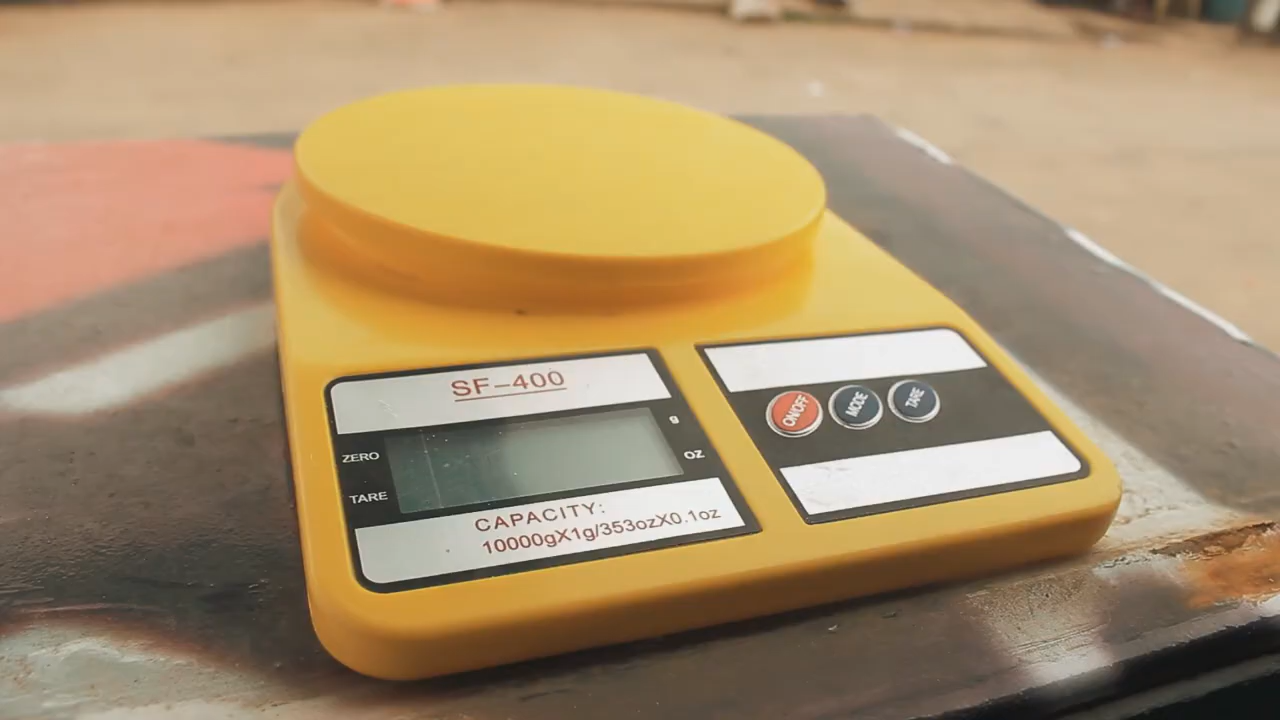 SF-400
g
ZERO
OZ
TARE
CAPACITY:
10000gX1g/353ozX0.1oz
ON/OFF
MODE
TARE